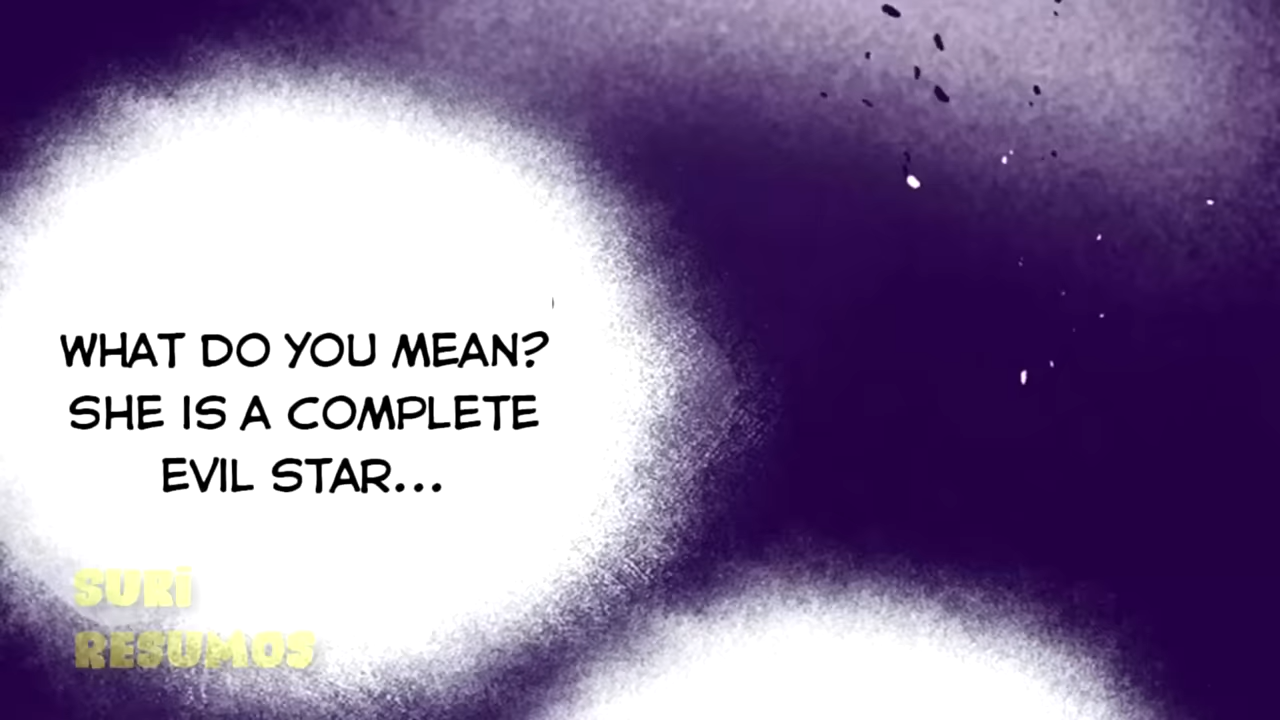 WHAT DO YOU MEAN?
SHE IS A COMPLETE
EVIL STAR...
SURi
RESUMOS